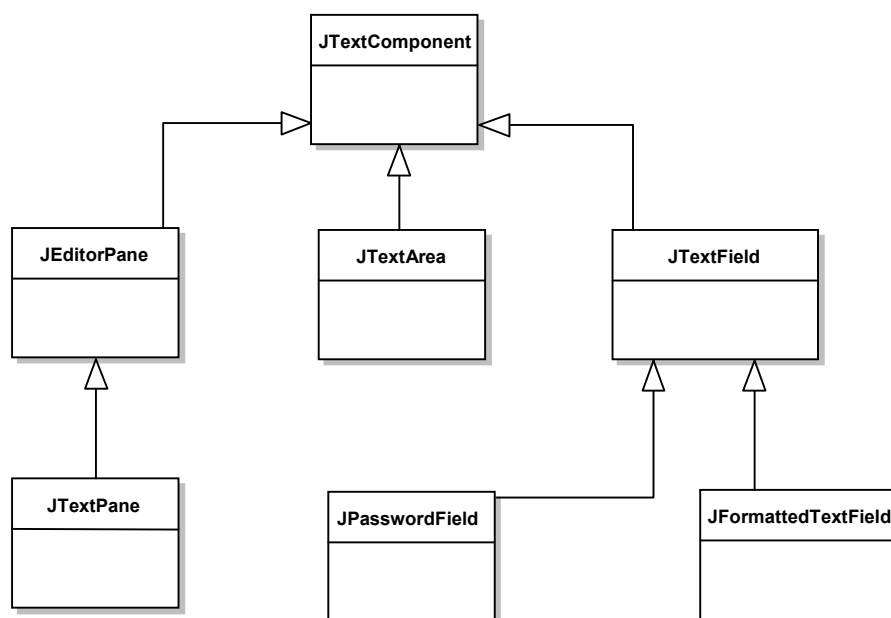 JTextComponent
JEditorPane
JTextArea
JTextField
JTextPane
JPasswordField
JFormattedTextField